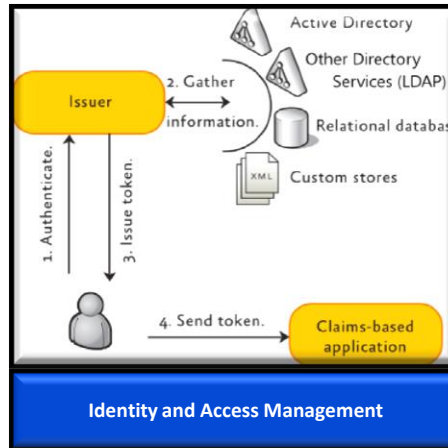 Active Directory
Other Directory
Services (LDAP)
2. Gather
information.
Issuer
Relational databas
XML
Custom stores
1. Authenticate.
3. Issue token.
4. Send token.
Claims-based
application
Identity and Access Management